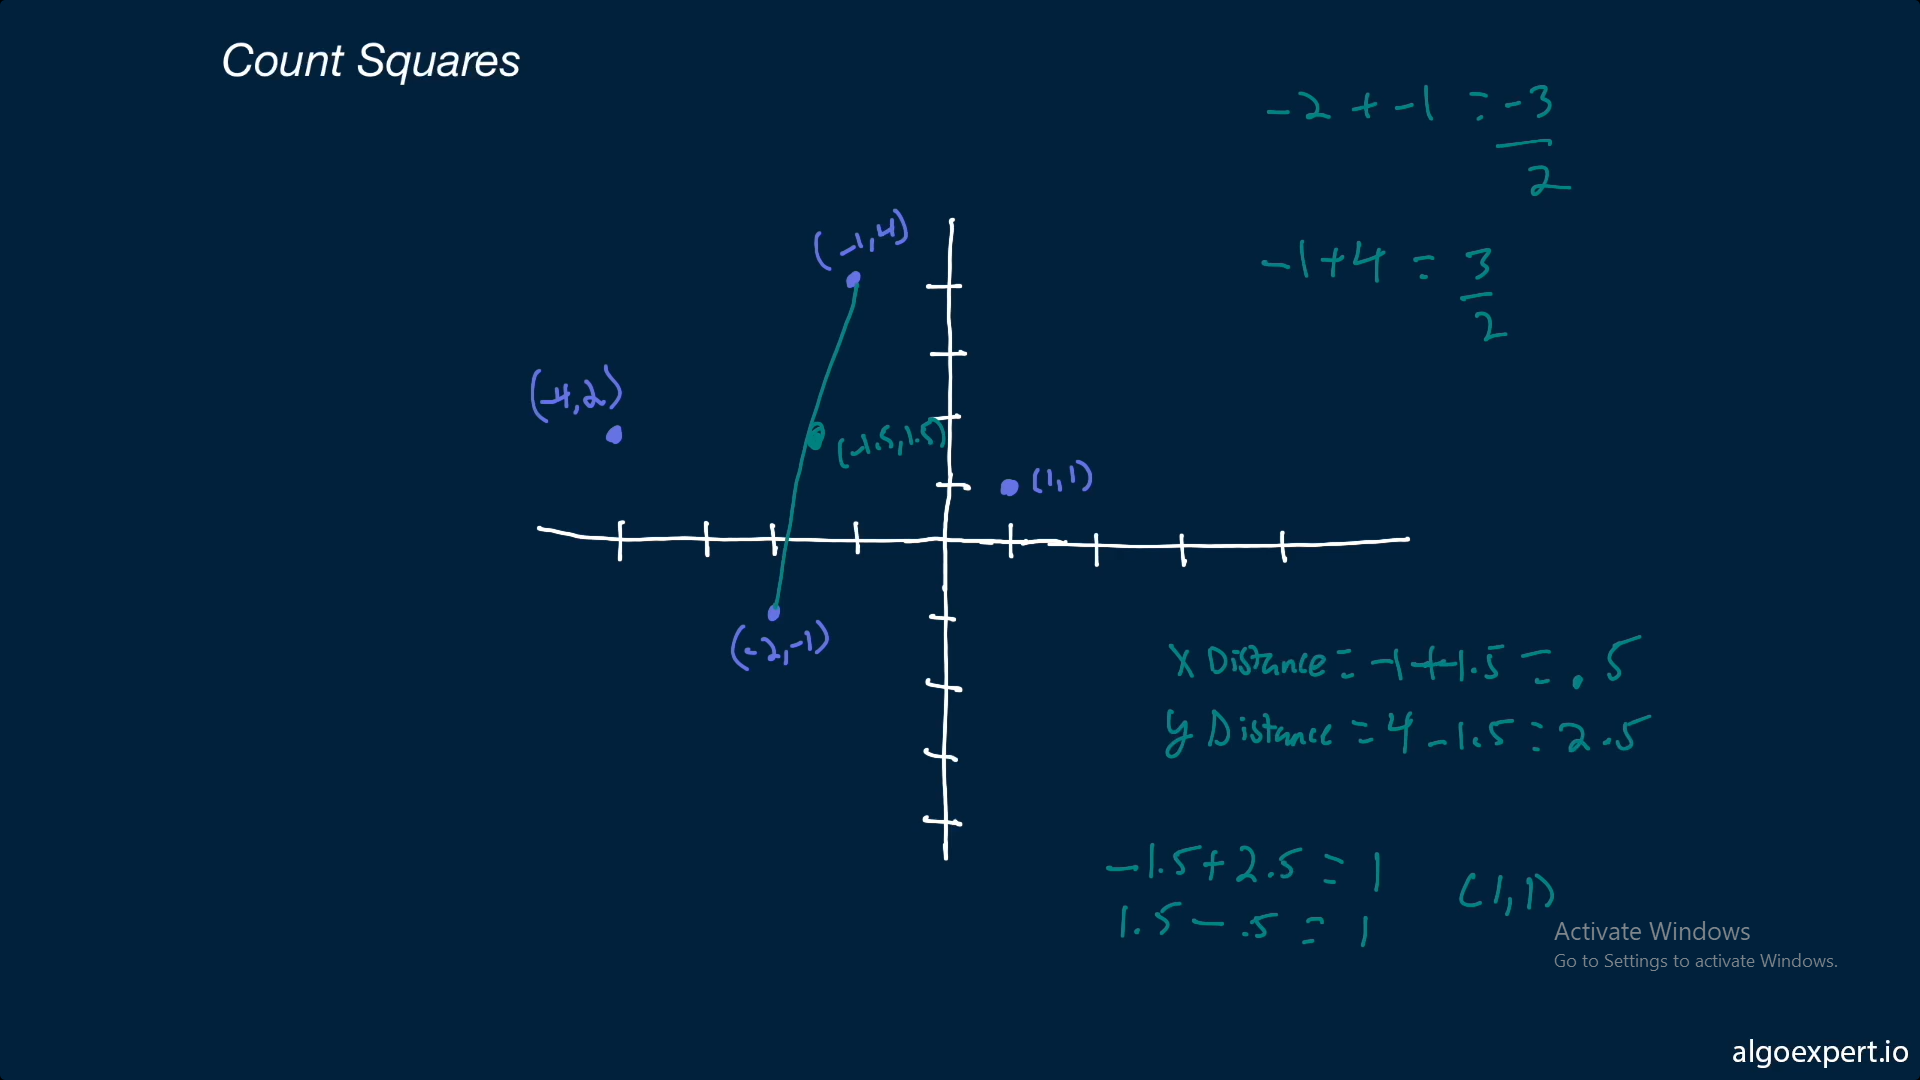 Count Squares
-2 + -1 = -3
2
(-1,4)
-1+4 = 3
2
(-4,2)
(-1.5,1.5)
(1,1)
(-2,-1)
X Distance = -1+1.5 = .5
y Distance = 4-1.5 = 2.5
-1.5+2.5 = 1
1.5 - .5 = 1
(1,1)
Activate Windows
Go to Settings to activate Windows.
algoexpert.io